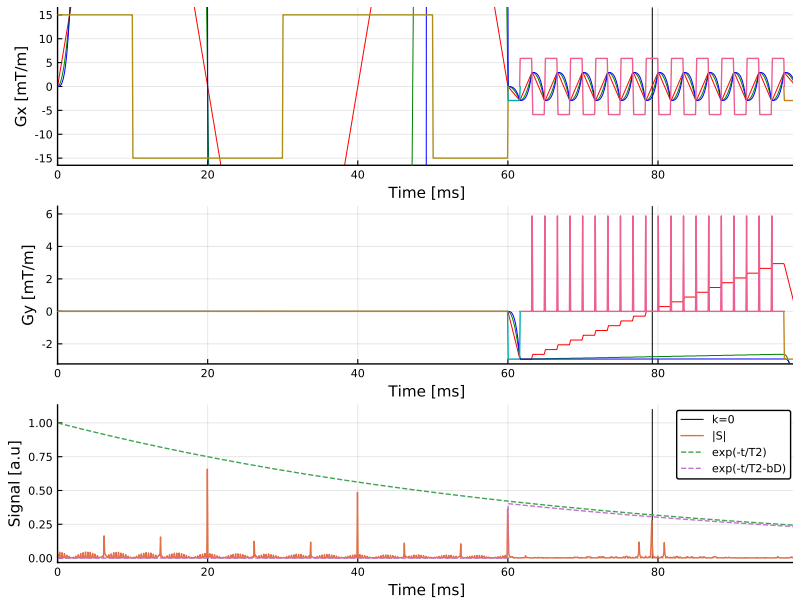 Gx [mT/m]
15
10
5
0
-5
-10
-15
0 20 40 60 80
Time [ms]
Gy [mT/m]
6
4
2
0
-2
0 20 40 60 80
Time [ms]
Signal [a.u]
1.00
0.75
0.50
0.25
0.00
k=0
|S|
exp(-t/T2)
exp(-t/T2-bD)
0 20 40 60 80
Time [ms]